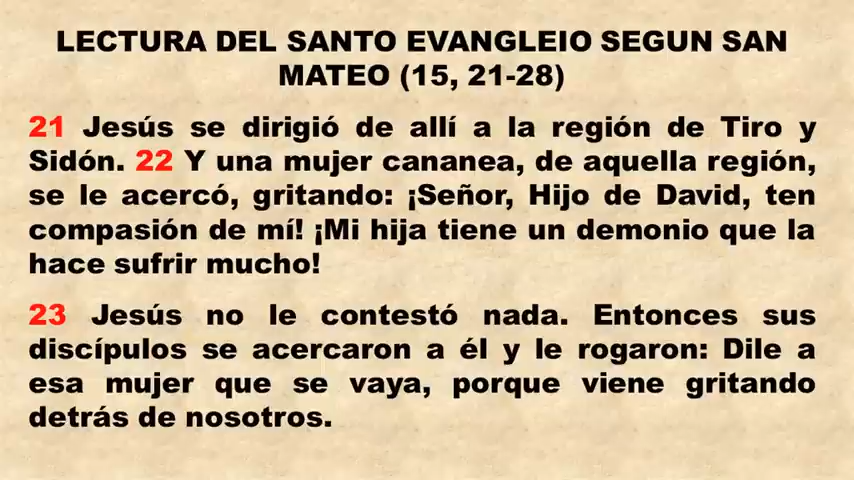 LECTURA DEL SANTO EVANGLEIO SEGUN SAN
MATEO (15, 21-28)
21 Jesús se dirigió de allí a la región de Tiro y
Sidón. 22 Y una mujer cananea, de aquella región,
se le acercó, gritando: ¡Señor, Hijo de David, ten
compasión de mí! ¡Mi hija tiene un demonio que la
hace sufrir mucho!
23 Jesús no le contestó nada. Entonces sus
discípulos se acercaron a él y le rogaron: Dile a
esa mujer que se vaya, porque viene gritando
detrás de nosotros.